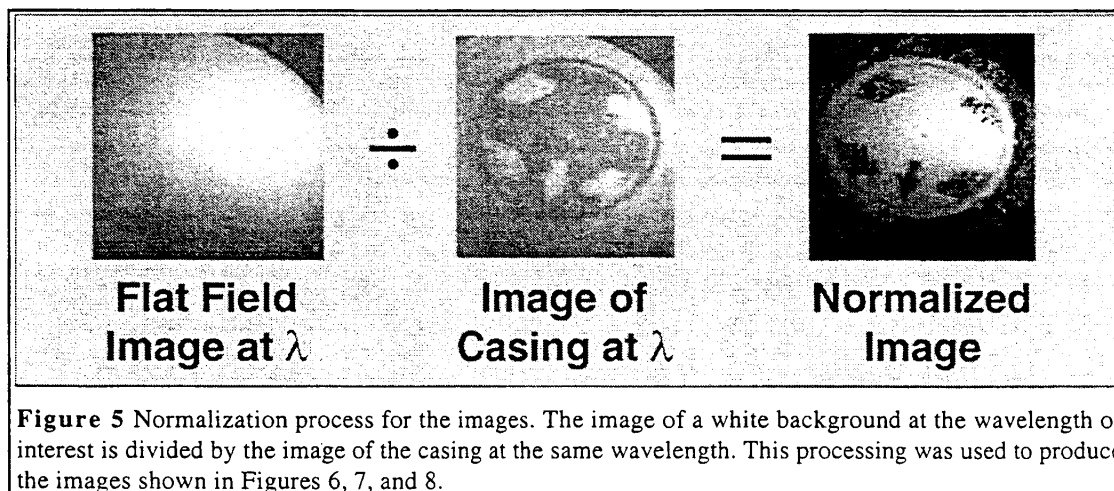 ÷ =
Flat Field Image of Normalized
Image at λ Casing at λ Image
Figure 5 Normalization process for the images. The image of a white background at the wavelength o
interest is divided by the image of the casing at the same wavelength. This processing was used to produce
the images shown in Figures 6, 7, and 8.